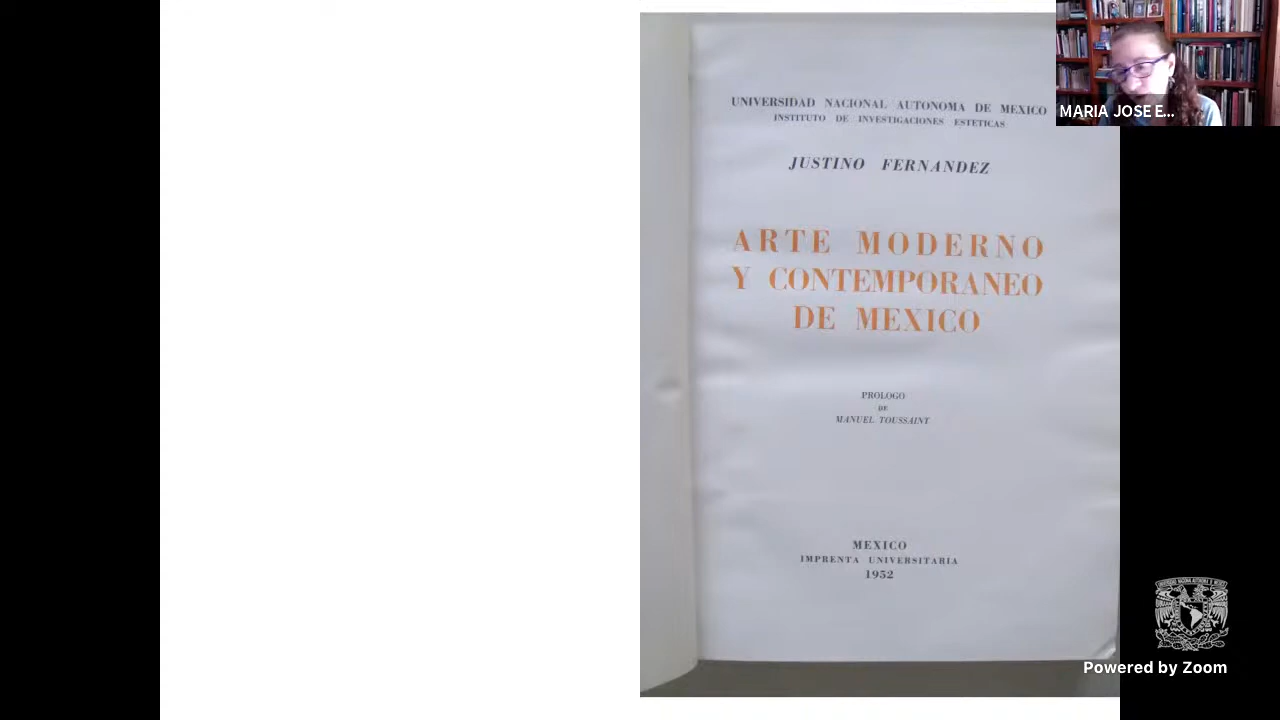 UNIVERSIDAD NACIONAL AUTONOMA DE MEXICO
INSTITUTO DE INVESTIGACIONES ESTETICAS
JUSTINO FERNANDEZ
ARTE MODERNO
Y CONTEMPORANEO
DE MEXICO
PROLOGO
DE
MANUEL TOUSSAINT
MEXICO
IMPRENTA UNIVERSITARIA
1952
MARIA JOSE E...
Powered by Zoom